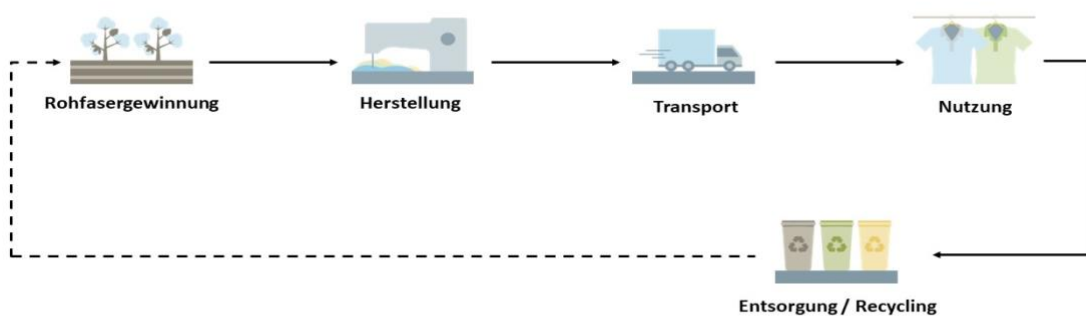 Rohfasergewinnung
Herstellung
Transport
Nutzung
Entsorgung / Recycling